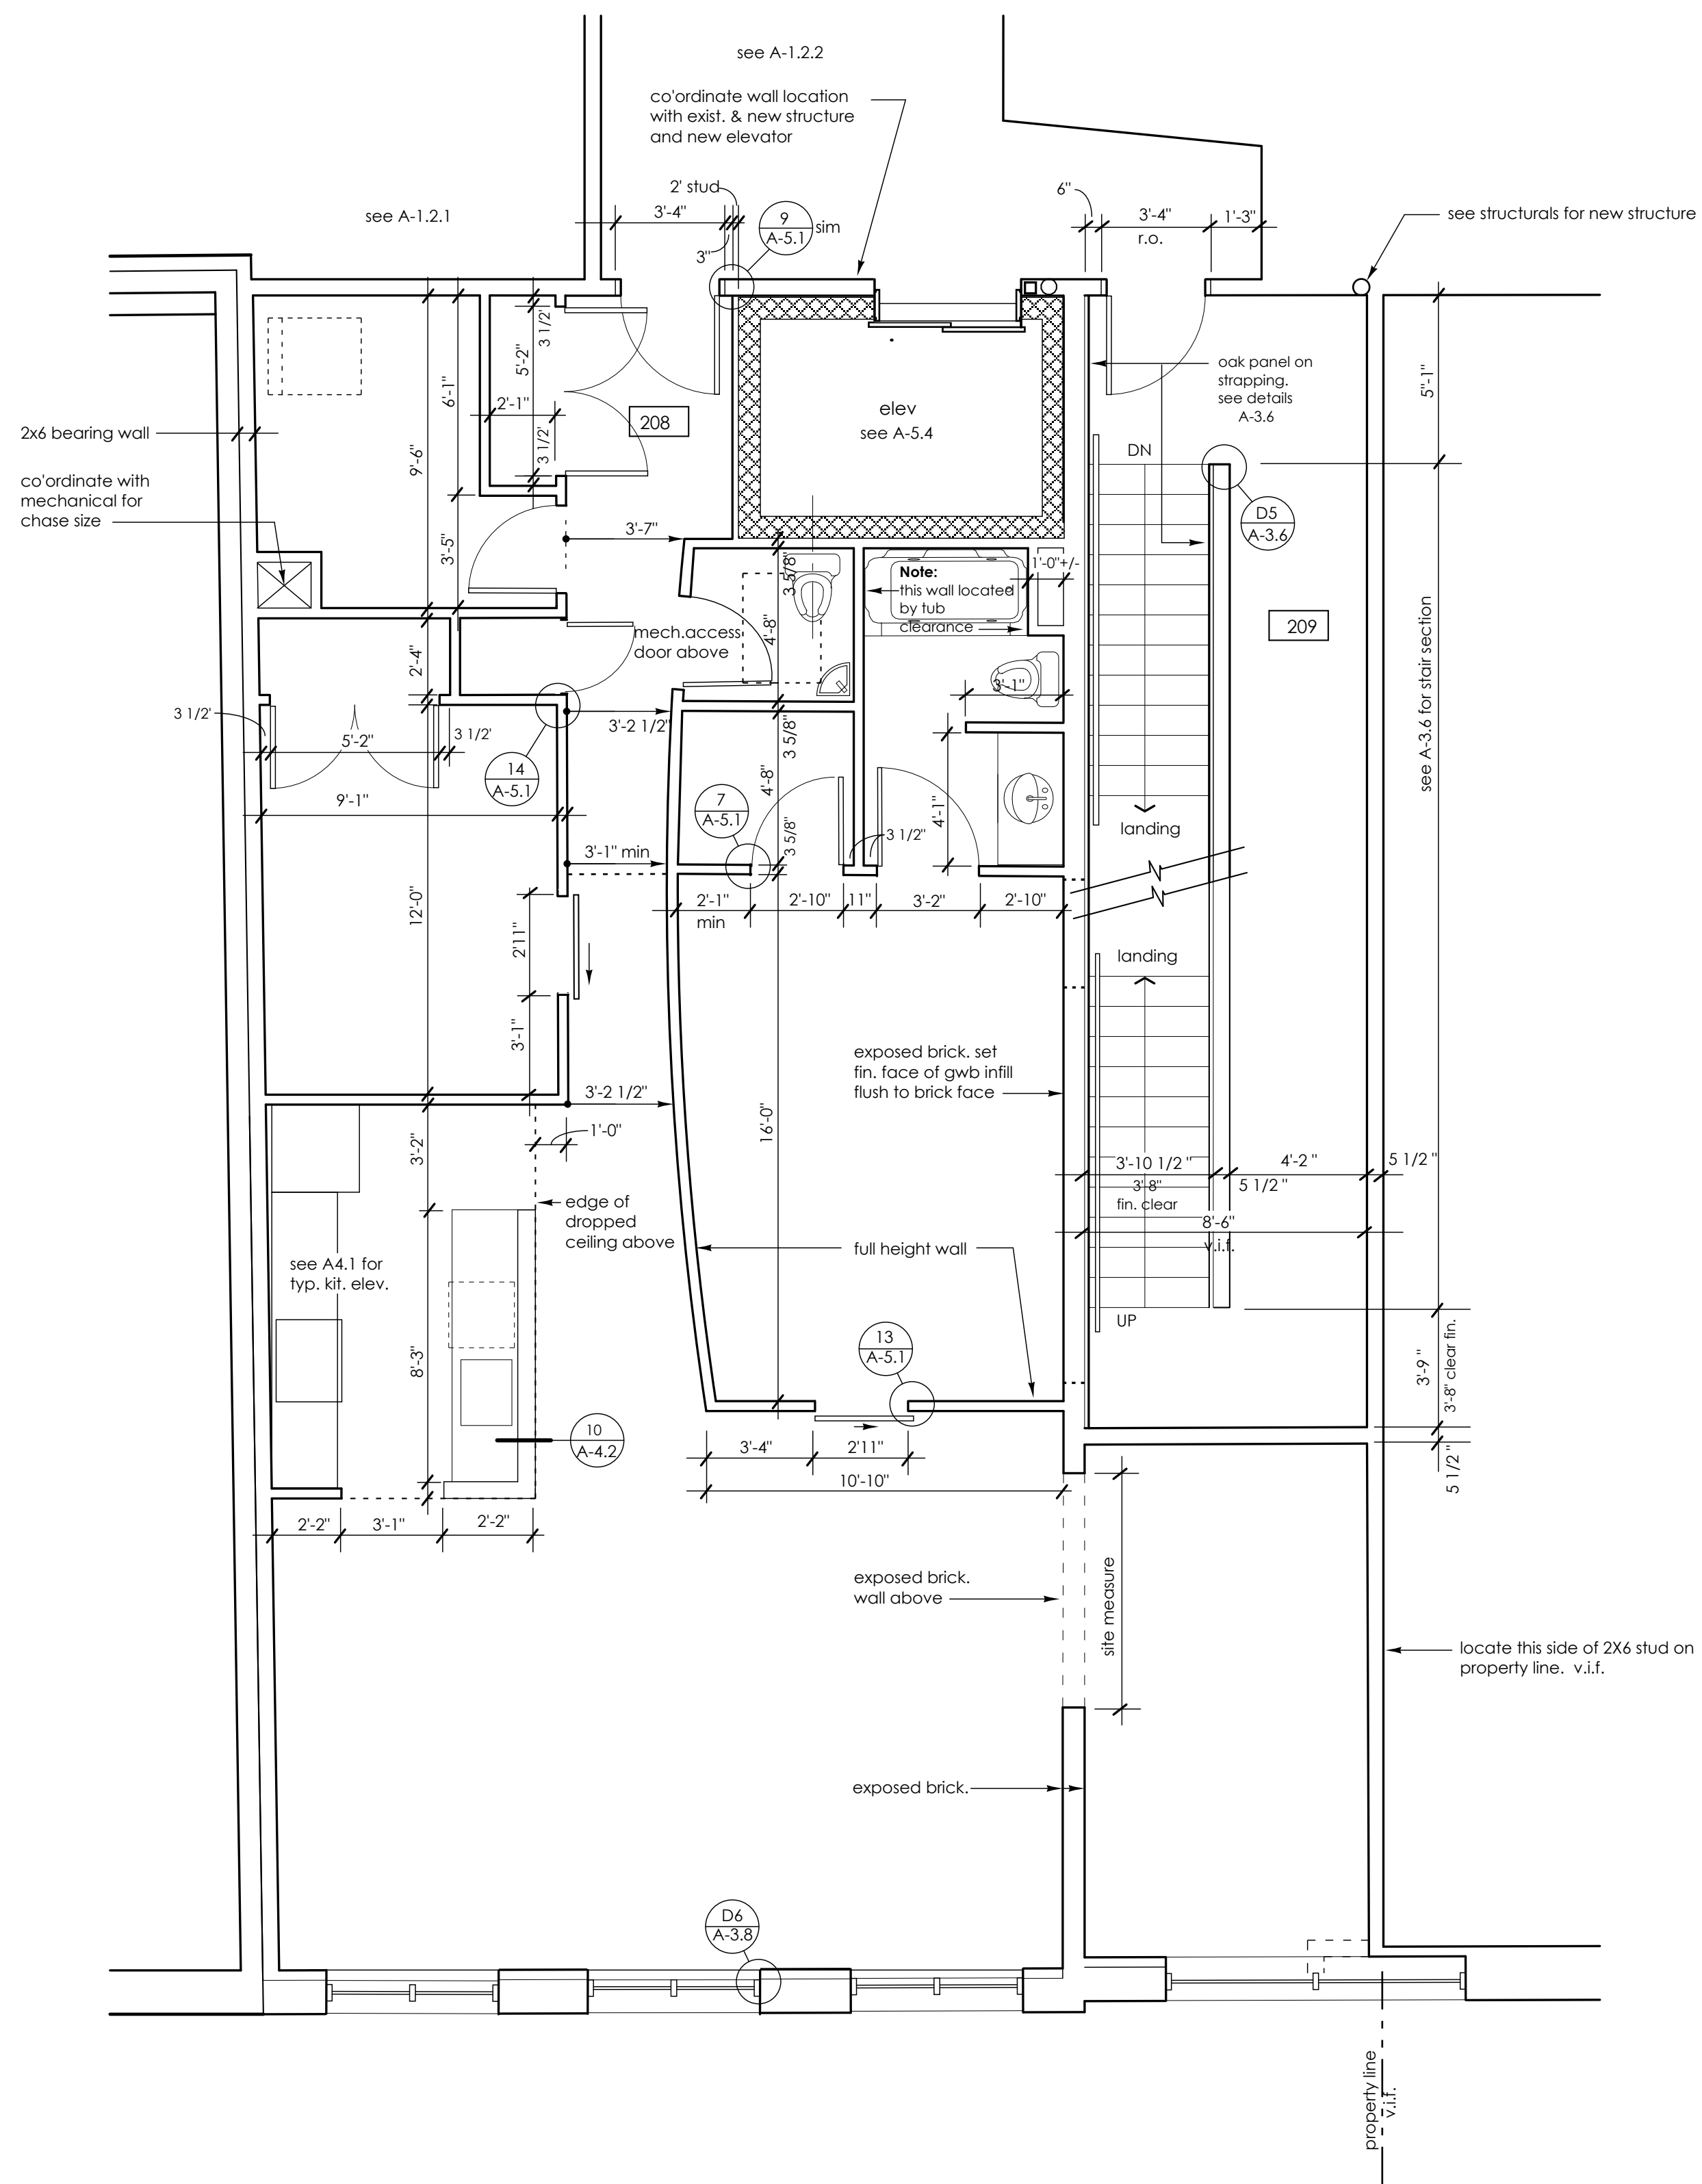 see A-1.2.2
co'ordinate wall location
with exist. & new structure
and new elevator
2' stud
6"
see A-1.2.1
3'-4"
9
A-5.1
sim
3'-4"
r.o.
1'-3"
see structurals for new structure
3"
3 1/2'
5'-2"
6'-1"
2'-1"
208
3 1/2'
9'-6"
elev
see A-5.4
oak panel on
strapping.
see details
A-3.6
5"-1"
2x6 bearing wall
DN
co'ordinate with
mechanical for
chase size
D5
A-3.6
3'-7"
3'-5"
3 5/8"
Note:
this wall located
by tub
clearance
1'-0"+/-
209
mech.access
door above
4'-8"
2'-4"
3'-1"
see A-3.6 for stair section
3 1/2'
5'-2"
3 1/2'
3'-2 1/2"
3 5/8"
14
A-5.1
4'-8"
9'-1"
7
A-5.1
4'-1"
3 5/8"
3 1/2"
landing
3'-1" min
12'-0"
2'-1"
min
2'-10"
11"
3'-2"
2'-10"
2'11"
landing
3'-1"
exposed brick. set
fin. face of gwb infill
flush to brick face
3'-2 1/2"
1'-0"
3'-2"
16'-0"
3'-10 1/2 "
4'-2 "
5 1/2 "
3'-8"
fin. clear
5 1/2 "
8'-6"
v.i.f.
edge of
dropped
ceiling above
full height wall
see A4.1 for
typ. kit. elev.
UP
8'-3"
13
A-5.1
3'-9 "
3'-8" clear fin.
10
A-4.2
3'-4"
2'11"
10'-10"
5 1/2 "
2'-2"
3'-1"
2'-2"
exposed brick.
wall above
site measure
locate this side of 2X6 stud on
property line. v.i.f.
exposed brick.
D6
A-3.8
property line
v.i.f.